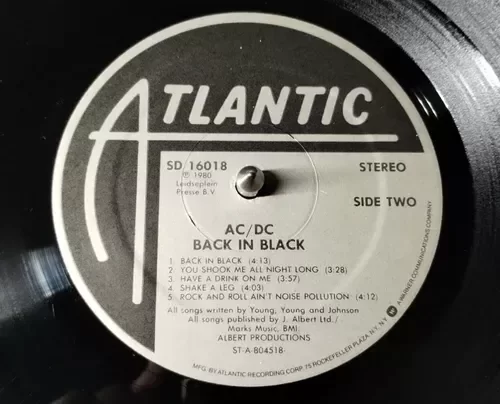 ATLANTIC
SD 16018
STEREO
℗ 1980
Leidseplein
Presse B.V.
SIDE TWO
AC/DC
BACK IN BLACK
1. BACK IN BLACK (4:13)
2. YOU SHOOK ME ALL NIGHT LONG (3:28)
3. HAVE A DRINK ON ME (3:57)
4. SHAKE A LEG (4:03)
5. ROCK AND ROLL AIN'T NOISE POLLUTION (4:12)
All songs written by Young, Young and Johnson
All songs published by J. Albert Ltd./
Marks Music, BMI
ALBERT PRODUCTIONS
ST-A-804518-
MFG. BY ATLANTIC RECORDING CORP. 75 ROCKEFELLER PLAZA, N.Y., N.Y.
A WARNER COMMUNICATIONS COMPANY